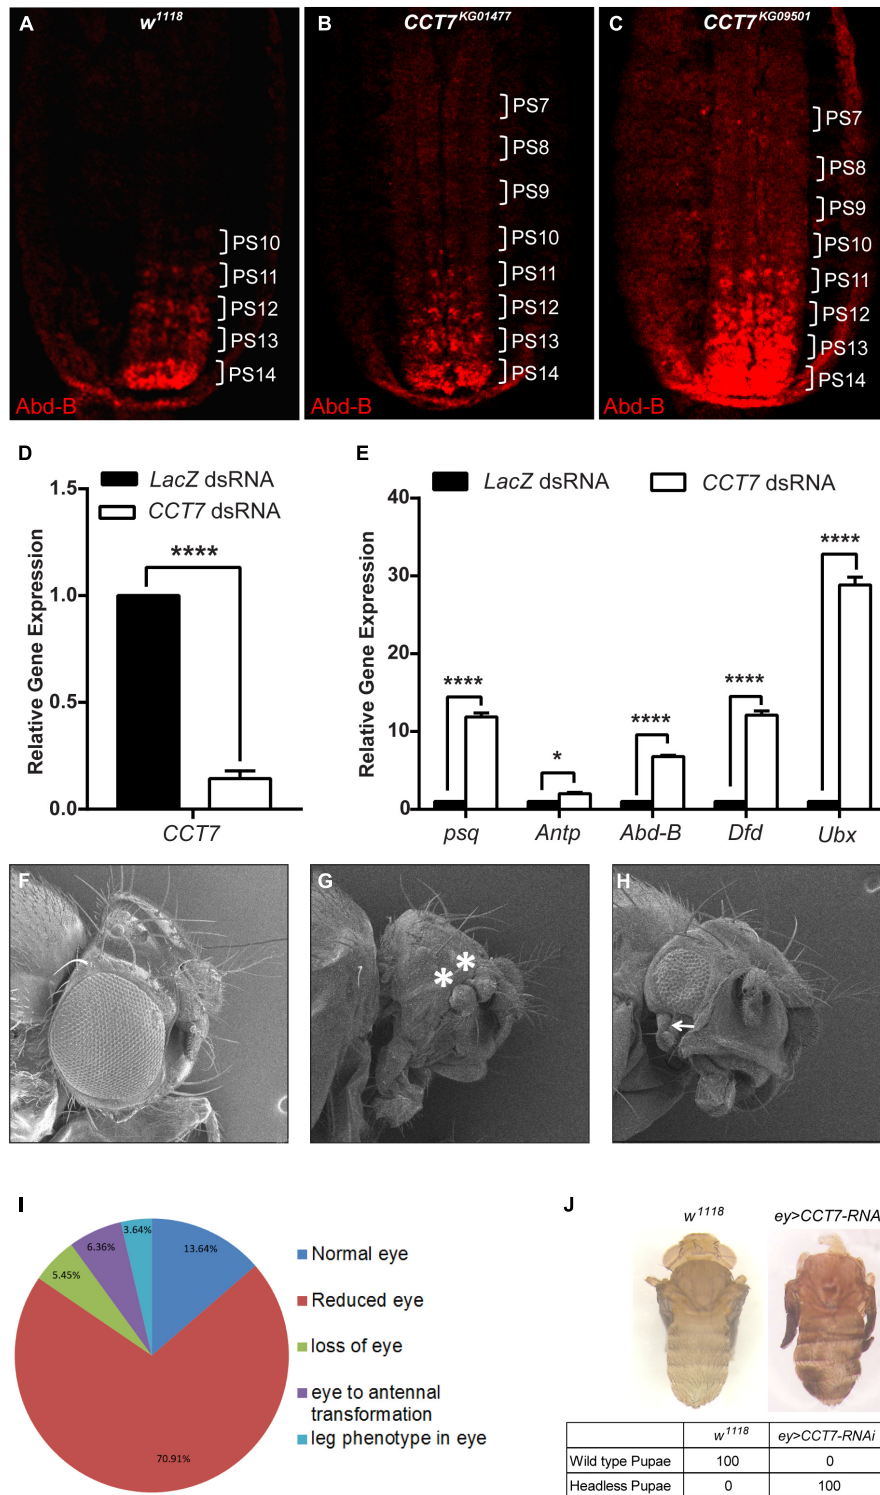 A
w1118
B
CCT7KG01477
C
CCT7KG09501
PS10
PS11
PS12
PS13
PS14
Abd-B
PS7
PS8
PS9
PS10
PS11
PS12
PS13
PS14
Abd-B
PS7
PS8
PS9
PS10
PS11
PS12
PS13
PS14
Abd-B
D
LacZ dsRNA
CCT7 dsRNA
Relative Gene Expression
1.5
1.0
0.5
0.0
****
CCT7
E
LacZ dsRNA
CCT7 dsRNA
Relative Gene Expression
40
30
20
10
0
****
*
****
****
****
psq
Antp
Abd-B
Dfd
Ubx
F
G
* *
H
I
3.64%
6.36%
5.45%
13.64%
70.91%
Normal eye
Reduced eye
loss of eye
eye to antennal
transformation
leg phenotype in eye
J
w1118
ey>CCT7-RNA
w1118 ey>CCT7-RNAi
Wild type Pupae 100 0
Headless Pupae 0 100